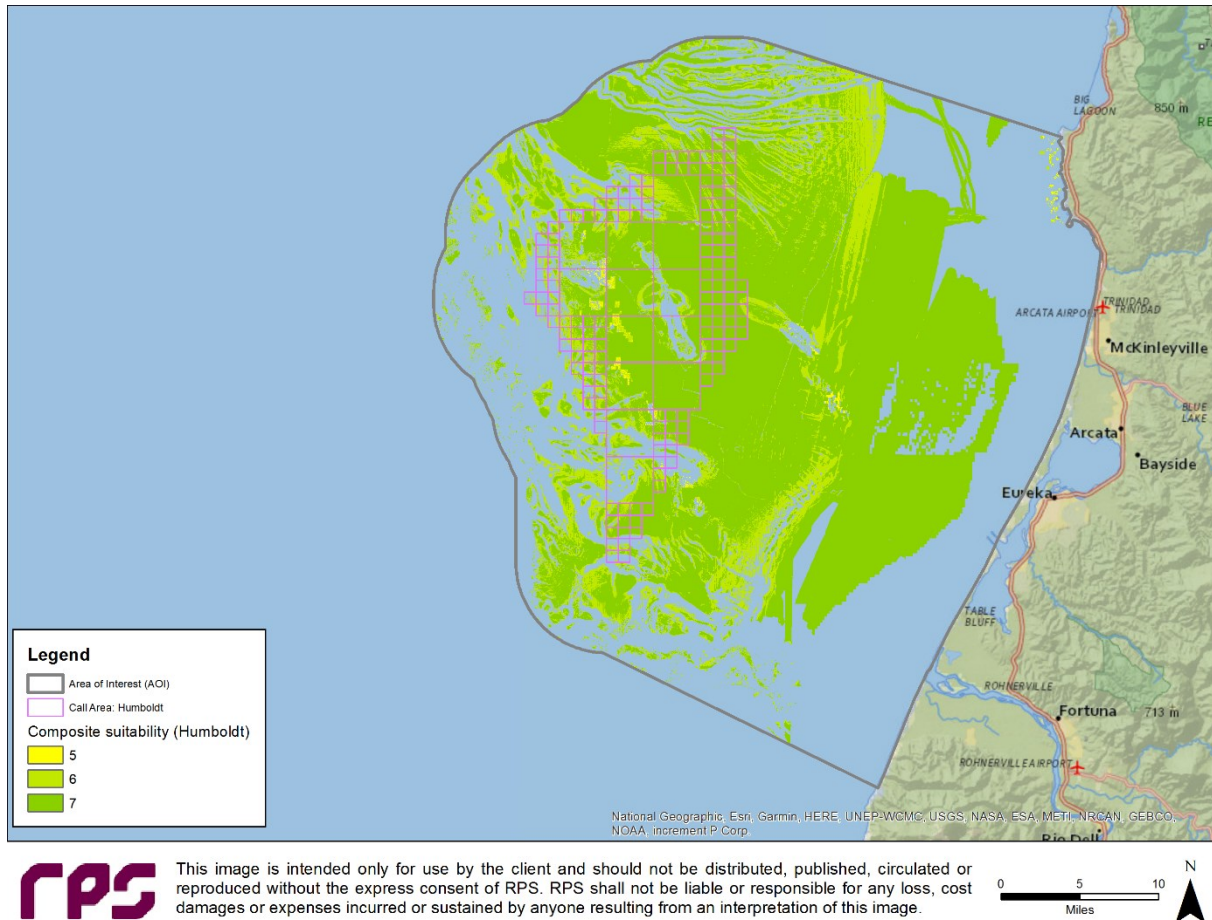 BIG
LAGOON
850 m
RE
TRINIDAD
ARCATA AIRPORT
TRINIDAD
McKinleyville
BLUE
LAKE
Arcata
Bayside
Eureka
TABLE
BLUFF
ROHNERVILLE
Fortuna
713 m
ROHNERVILLE AIRPORT
Rio Dell
National Geographic, Esri, Garmin, HERE, UNEP-WCMC, USGS, NASA, ESA, METI, NRCAN, GEBCO,
NOAA, increment P Corp.
Legend
Area of Interest (AOI)
Call Area: Humboldt
Composite suitability (Humboldt)
5
6
7
rps
This image is intended only for use by the client and should not be distributed, published, circulated or
reproduced without the express consent of RPS. RPS shall not be liable or responsible for any loss, cost
damages or expenses incurred or sustained by anyone resulting from an interpretation of this image.
0 5 10
Miles
N